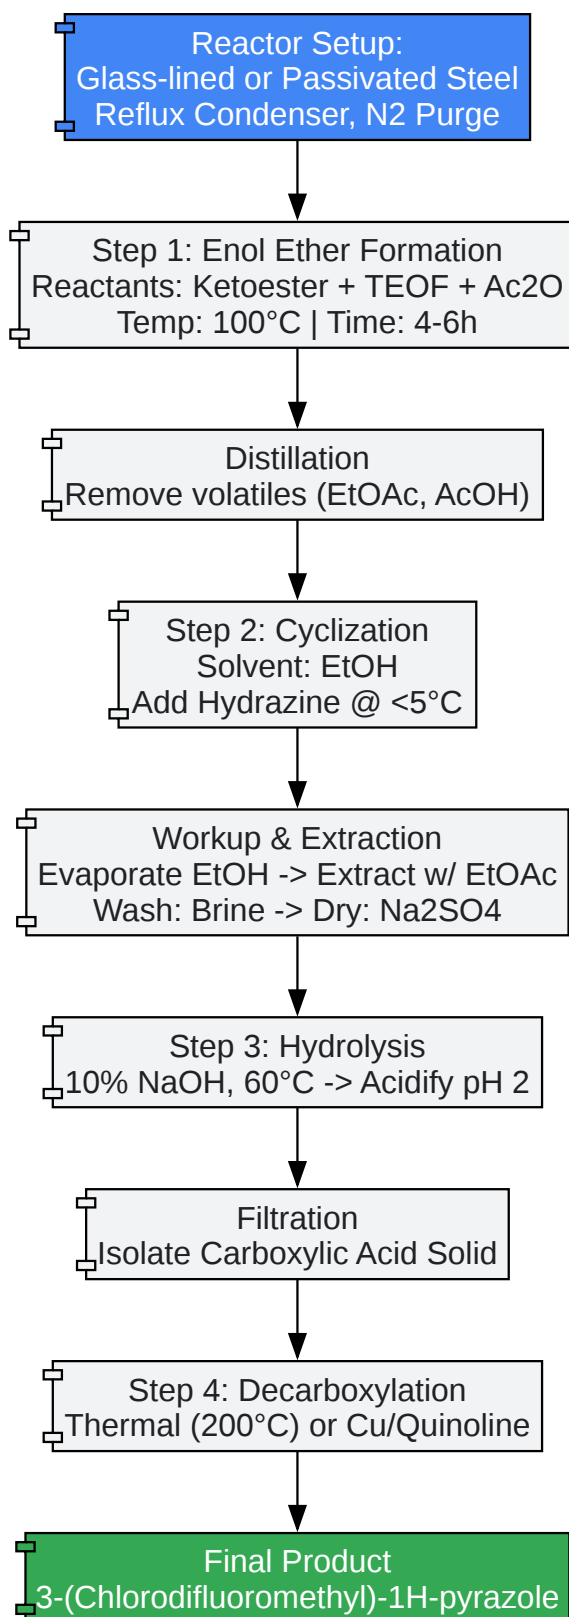 Reactor Setup:
Glass-lined or Passivated Steel
Reflux Condenser, N2 Purge
Step 1: Enol Ether Formation
Reactants: Ketoester + TEOF + Ac2O
Temp: 100°C | Time: 4-6h
Distillation
Remove volatiles (EtOAc, AcOH)
Step 2: Cyclization
Solvent: EtOH
Add Hydrazine @ <5°C
Workup & Extraction
Evaporate EtOH -> Extract w/ EtOAc
Wash: Brine -> Dry: Na2SO4
Step 3: Hydrolysis
10% NaOH, 60°C -> Acidify pH 2
Filtration
Isolate Carboxylic Acid Solid
Step 4: Decarboxylation
Thermal (200°C) or Cu/Quinoline
Final Product
3-(Chlorodifluoromethyl)-1H-pyrazole